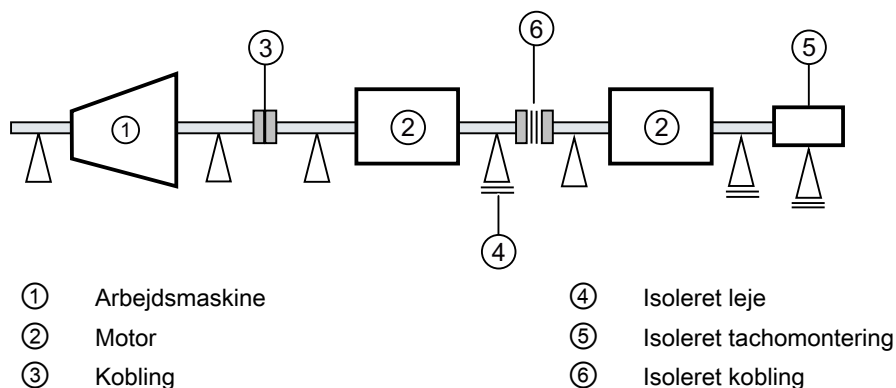 ③ ⑥ ⑤
① ② ②
④
① Arbejdsmaskine ④ Isoleret leje
② Motor ⑤ Isoleret tachomontering
③ Kobling ⑥ Isoleret kobling